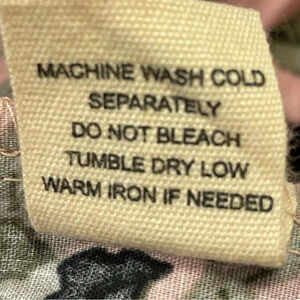 MACHINE WASH COLD
SEPARATELY
DO NOT BLEACH
TUMBLE DRY LOW
WARM IRON IF NEEDED